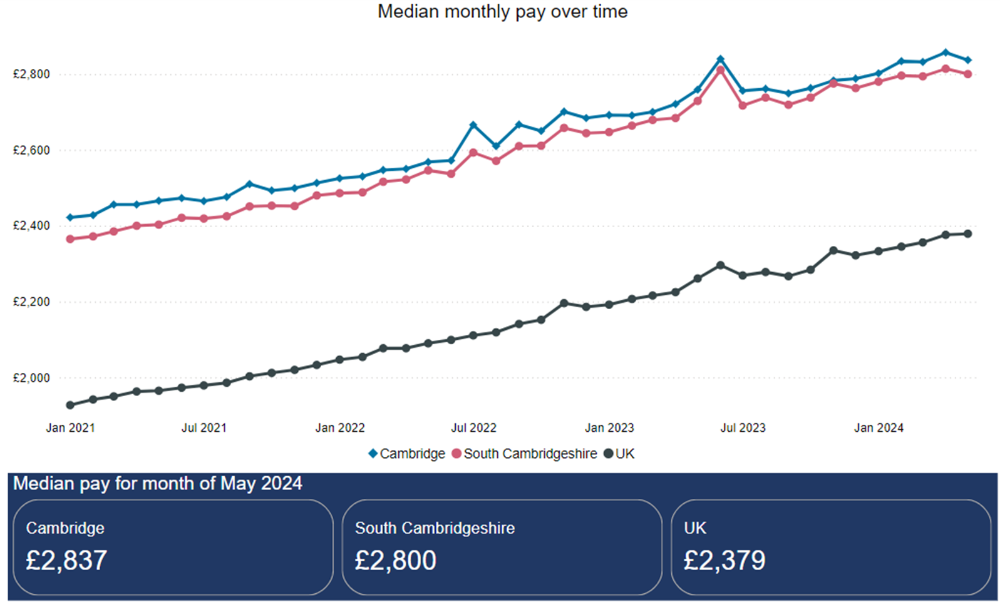 Median monthly pay over time
£2,800
£2,600
£2,400
£2,200
£2,000
Jan 2021 Jul 2021 Jan 2022 Jul 2022 Jan 2023 Jul 2023 Jan 2024
Cambridge South Cambridgeshire UK
Median pay for month of May 2024
Cambridge South Cambridgeshire UK
£2,837 £2,800 £2,379